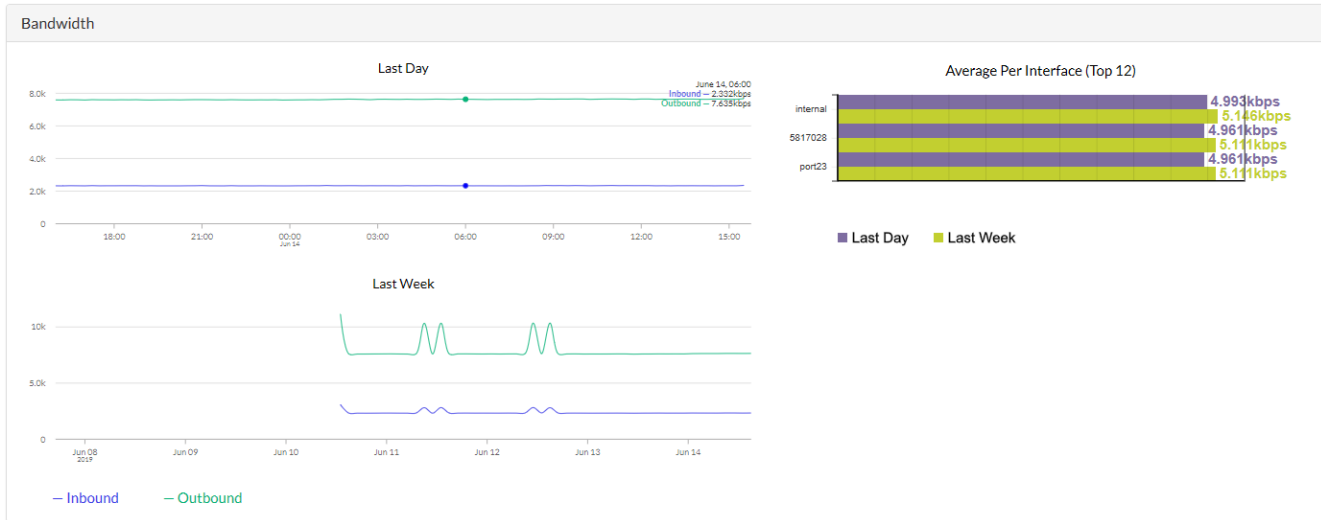 Bandwidth
Last Day
June 14, 06:00
Inbound — 2.332kbps
Outbound — 7.635kbps
8.0k
6.0k
4.0k
2.0k
0
18:00
21:00
00:00
Jun 14
03:00
06:00
09:00
12:00
15:00
Last Week
10k
5.0k
0
Jun 08
2019
Jun 09
Jun 10
Jun 11
Jun 12
Jun 13
Jun 14
— Inbound
— Outbound
Average Per Interface (Top 12)
internal
4.993kbps
5.146kbps
5817028
4.961kbps
5.111kbps
port23
4.961kbps
5.111kbps
Last Day
Last Week